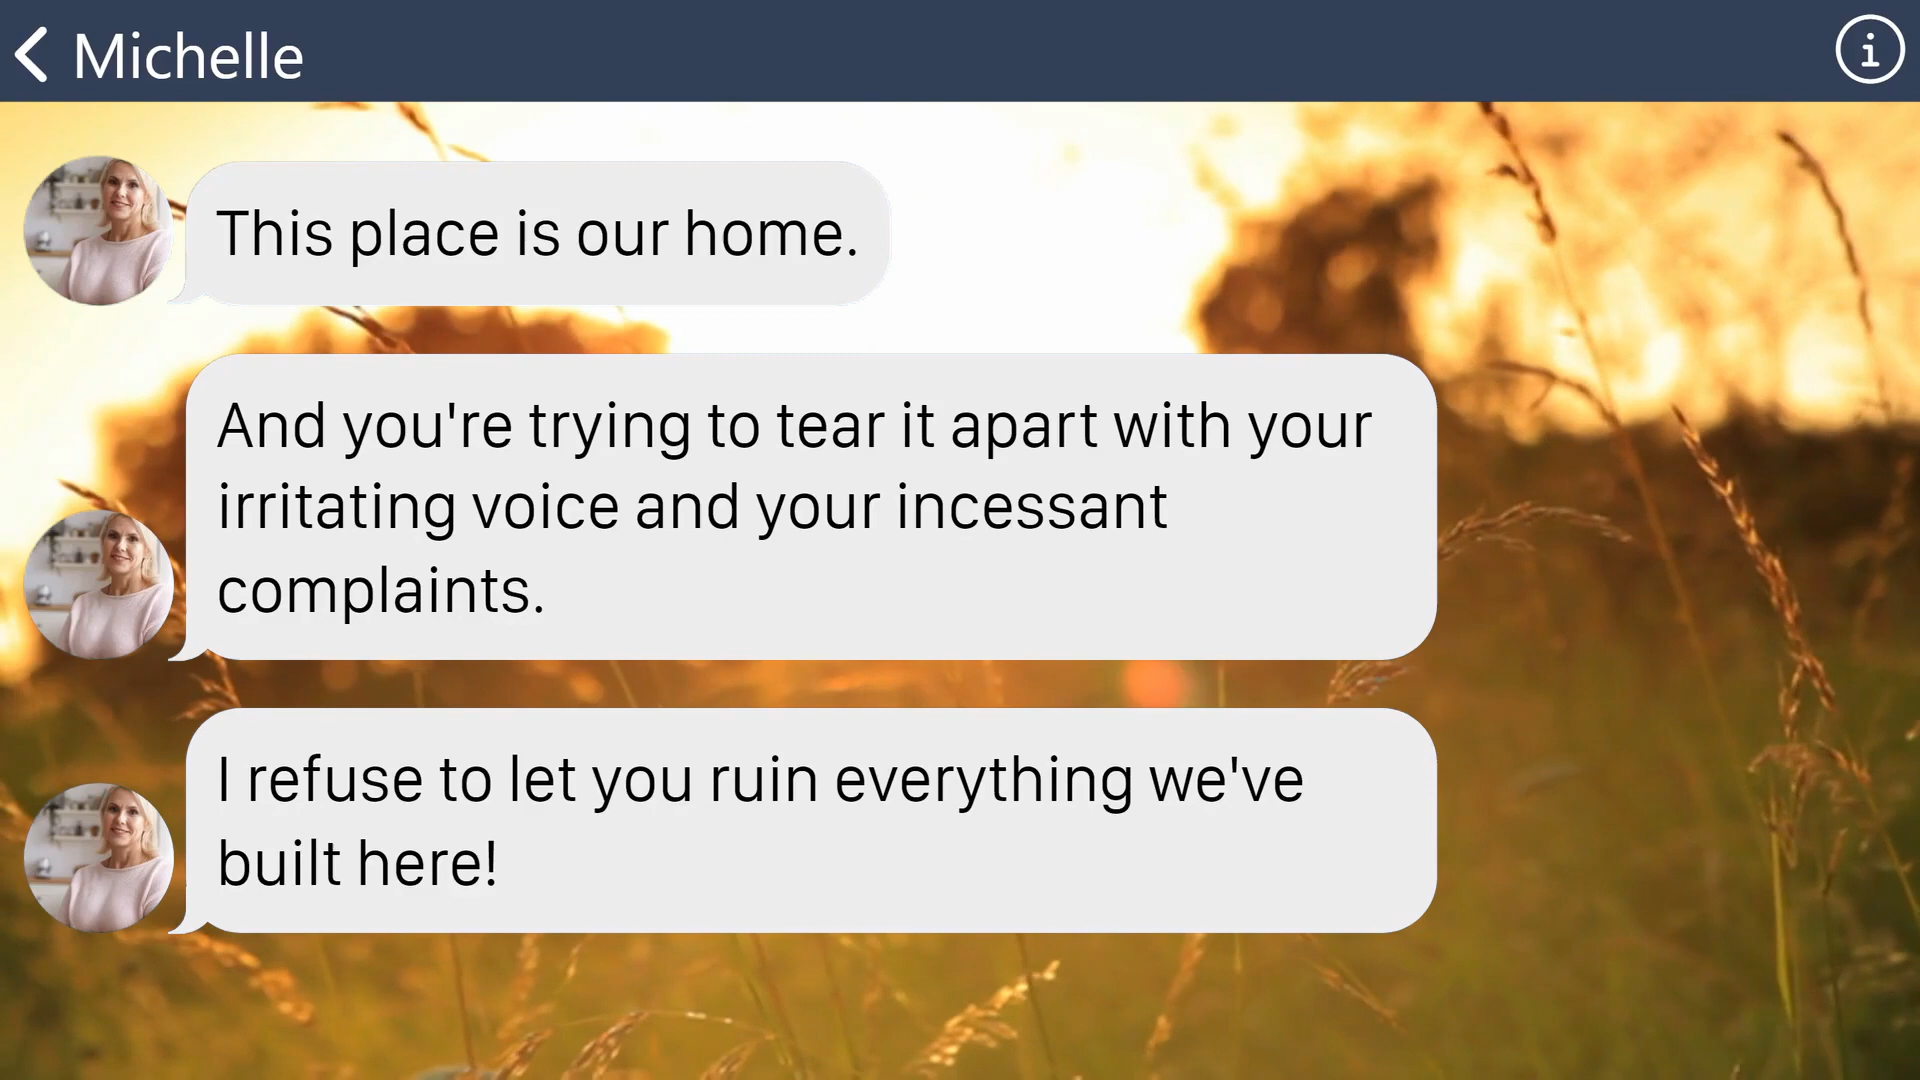 Michelle
This place is our home.
And you're trying to tear it apart with your
irritating voice and your incessant
complaints.
I refuse to let you ruin everything we've
built here!